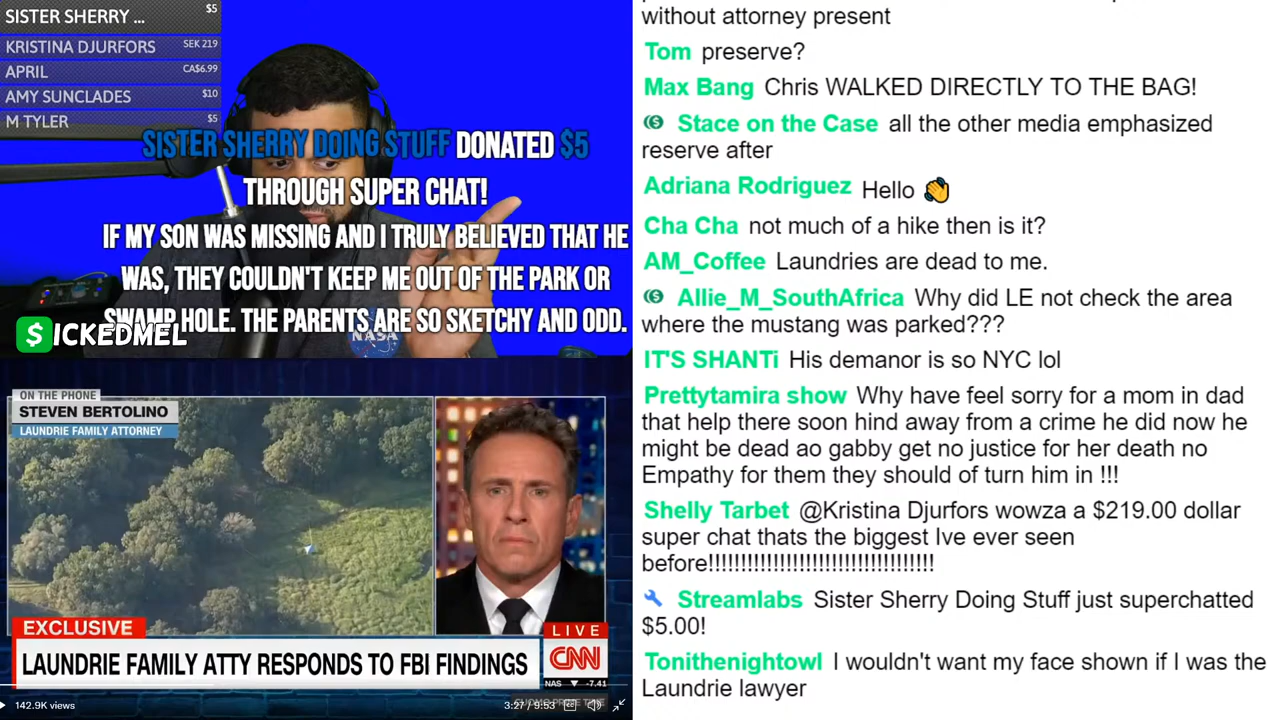 SISTER SHERRY ... $5
KRISTINA DJURFORS SEK 219
APRIL CA$6.99
AMY SUNCLADES $10
M TYLER $5
SISTER SHERRY DOING STUFF DONATED $5
THROUGH SUPER CHAT!
IF MY SON WAS MISSING AND I TRULY BELIEVED THAT HE
WAS, THEY COULDN'T KEEP ME OUT OF THE PARK OR
SWAMP HOLE. THE PARENTS ARE SO SKETCHY AND ODD.
$ICKEDMEL
NASA
ON THE PHONE
STEVEN BERTOLINO
LAUNDRIE FAMILY ATTORNEY
EXCLUSIVE
LAUNDRIE FAMILY ATTY RESPONDS TO FBI FINDINGS
LIVE
CNN
NAS ▼ -7.41
CUOMO PRIME TIME
142.9K views
3:27 / 9:53
without attorney present
Tom preserve?
Max Bang Chris WALKED DIRECTLY TO THE BAG!
Stace on the Case all the other media emphasized
reserve after
Adriana Rodriguez Hello 👏
Cha Cha not much of a hike then is it?
AM_Coffee Laundries are dead to me.
Allie_M_SouthAfrica Why did LE not check the area
where the mustang was parked???
IT'S SHANTi His demanor is so NYC lol
Prettytamira show Why have feel sorry for a mom in dad
that help there soon hind away from a crime he did now he
might be dead ao gabby get no justice for her death no
Empathy for them they should of turn him in !!!
Shelly Tarbet @Kristina Djurfors wowza a $219.00 dollar
super chat thats the biggest Ive ever seen
before!!!!!!!!!!!!!!!!!!!!!!!!!!!!!!!!!!!!!
Streamlabs Sister Sherry Doing Stuff just superchatted
$5.00!
Tonithenightowl I wouldn't want my face shown if I was the
Laundrie lawyer